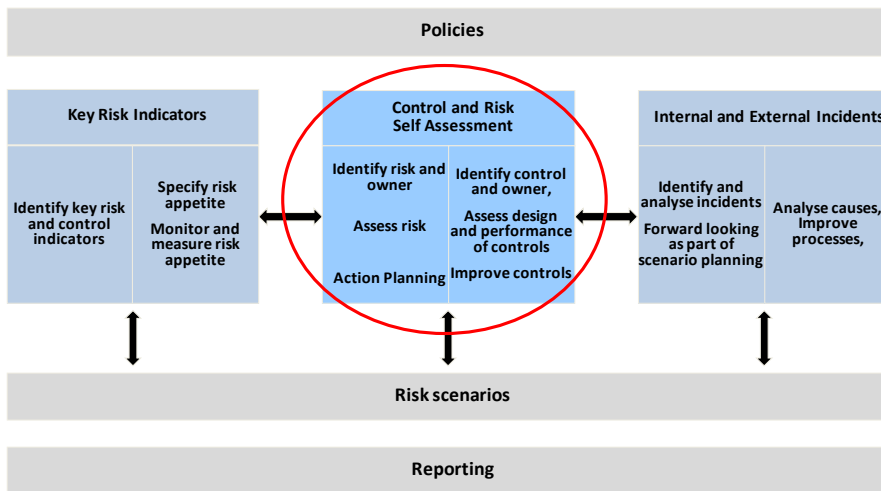 Policies
Key Risk Indicators
Identify key risk
and control
indicators
Specify risk
appetite
Monitor and
measure risk
appetite
Control and Risk
Self Assessment
Identify risk and
owner
Assess risk
Action Planning
Identify control
and owner,
Assess design
and performance
of controls
Improve controls
Internal and External Incidents
Identify and
analyse incidents
Forward looking
as part of
scenario planning
Analyse causes,
Improve
processes,
Risk scenarios
Reporting